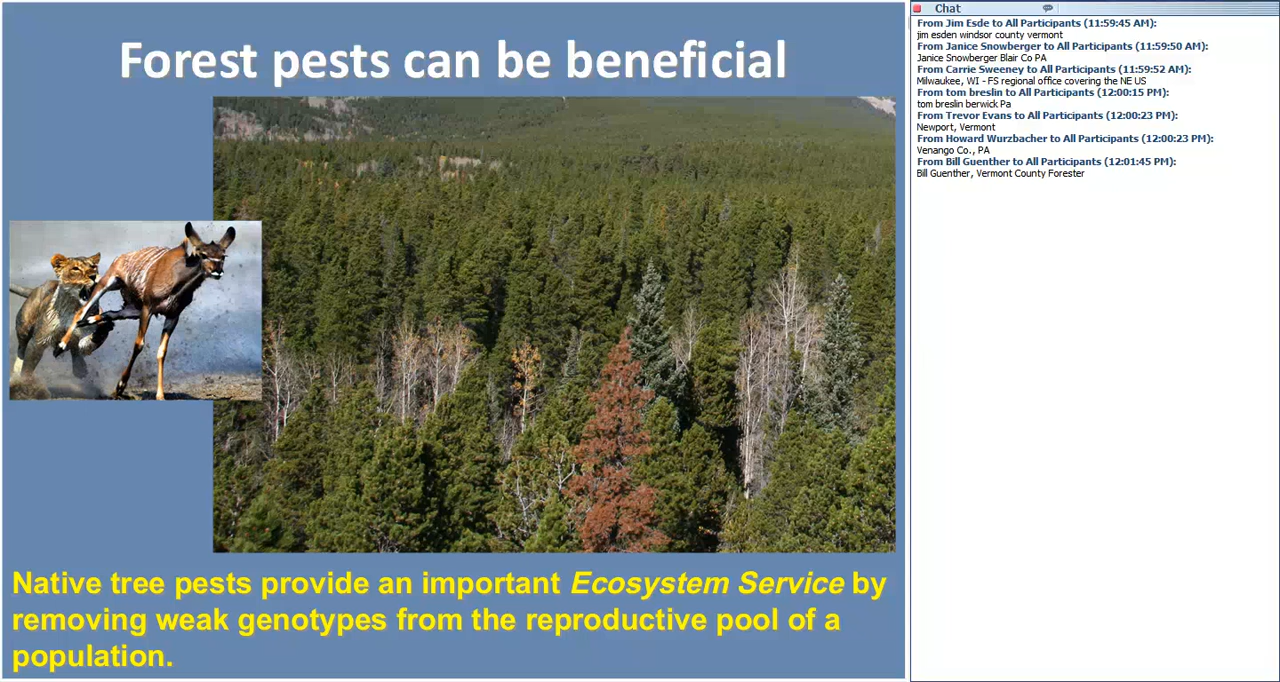 Forest pests can be beneficial
Native tree pests provide an important Ecosystem Service by
removing weak genotypes from the reproductive pool of a
population.
Chat
From Jim Esde to All Participants (11:59:45 AM):
jim esden windsor county vermont
From Janice Snowberger to All Participants (11:59:50 AM):
Janice Snowberger Blair Co PA
From Carrie Sweeney to All Participants (11:59:52 AM):
Milwaukee, WI - FS regional office covering the NE US
From tom breslin to All Participants (12:00:15 PM):
tom breslin berwick Pa
From Trevor Evans to All Participants (12:00:23 PM):
Newport, Vermont
From Howard Wurzbacher to All Participants (12:00:23 PM):
Venango Co., PA
From Bill Guenther to All Participants (12:01:45 PM):
Bill Guenther, Vermont County Forester